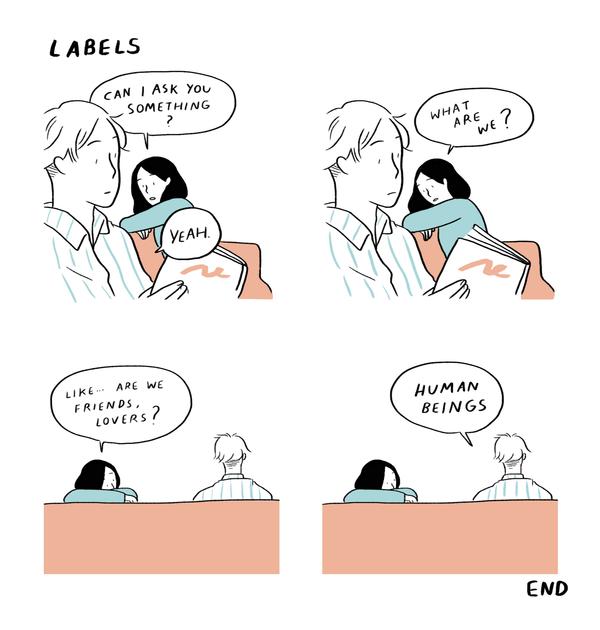 LABELS
CAN I ASK YOU
SOMETHING
?
YEAH.
WHAT
ARE
WE?
LIKE... ARE WE
FRIENDS,
LOVERS?
HUMAN
BEINGS
END